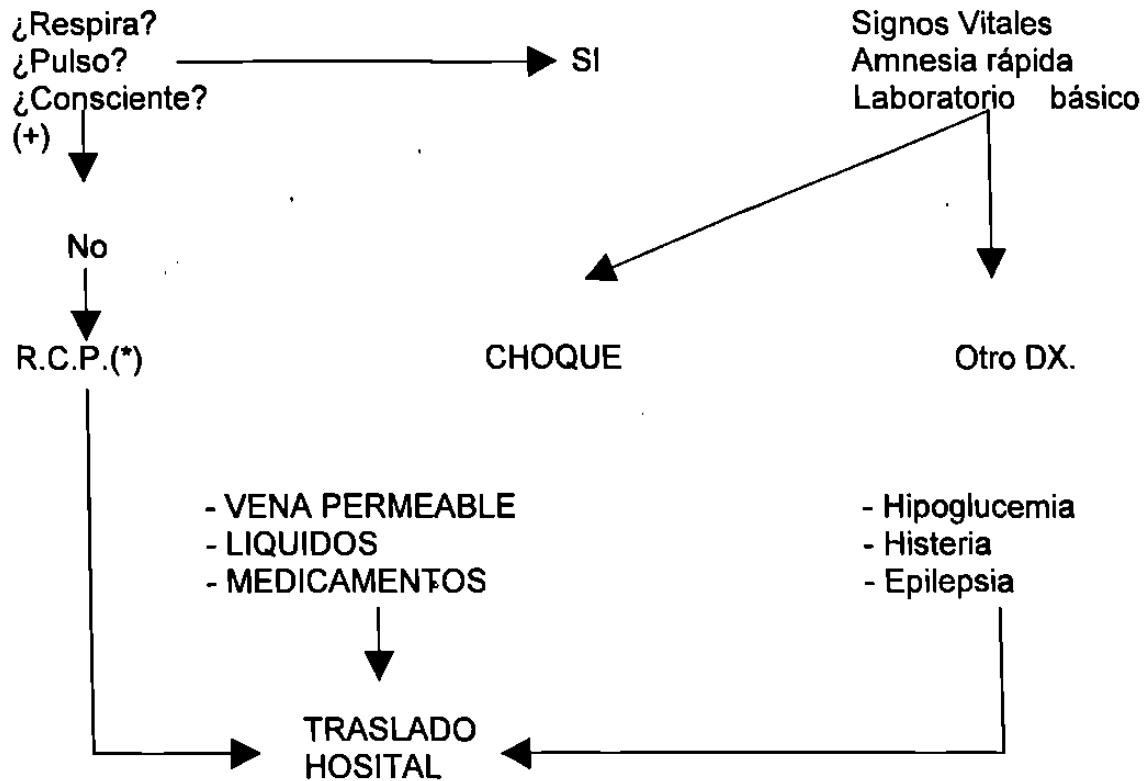 ¿Respira?
¿Pulso?
¿Consciente?
(+)
SI
Signos Vitales
Amnesia rápida
Laboratorio básico
No
R.C.P.(*)
CHOQUE
Otro DX.
- VENA PERMEABLE
- LIQUIDOS
- MEDICAMENTOS
- Hipoglucemia
- Histeria
- Epilepsia
TRASLADO
HOSITAL